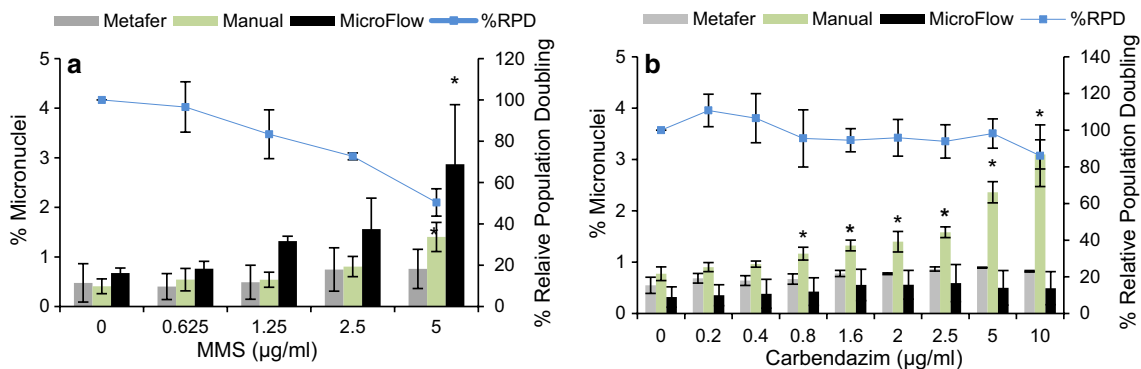 Metafer Manual MicroFlow %RPD
a
5
4
3
2
1
0
% Micronuclei
120
100
80
60
40
20
0
% Relative Population Doubling
* *
0 0.625 1.25 2.5 5
MMS (µg/ml)
Metafer Manual MicroFlow %RPD
b
5
4
3
2
1
0
% Micronuclei
140
120
100
80
60
40
20
0
% Relative Population Doubling
* * * * * *
0 0.2 0.4 0.8 1.6 2 2.5 5 10
Carbendazim (µg/ml)